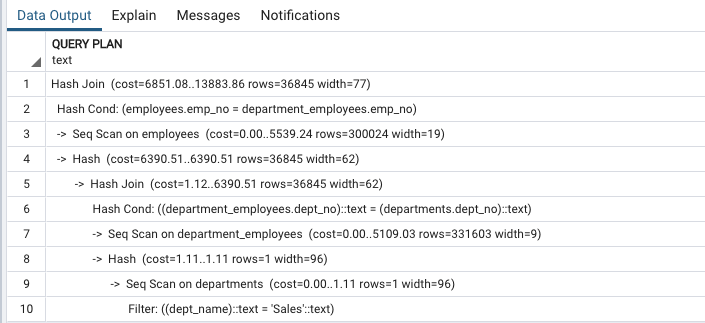 Data Output Explain Messages Notifications
QUERY PLAN
text
1 Hash Join (cost=6851.08..13883.86 rows=36845 width=77)
2 Hash Cond: (employees.emp_no = department_employees.emp_no)
3 -> Seq Scan on employees (cost=0.00..5539.24 rows=300024 width=19)
4 -> Hash (cost=6390.51..6390.51 rows=36845 width=62)
5 -> Hash Join (cost=1.12..6390.51 rows=36845 width=62)
6 Hash Cond: ((department_employees.dept_no)::text = (departments.dept_no)::text)
7 -> Seq Scan on department_employees (cost=0.00..5109.03 rows=331603 width=9)
8 -> Hash (cost=1.11..1.11 rows=1 width=96)
9 -> Seq Scan on departments (cost=0.00..1.11 rows=1 width=96)
10 Filter: ((dept_name)::text = 'Sales'::text)